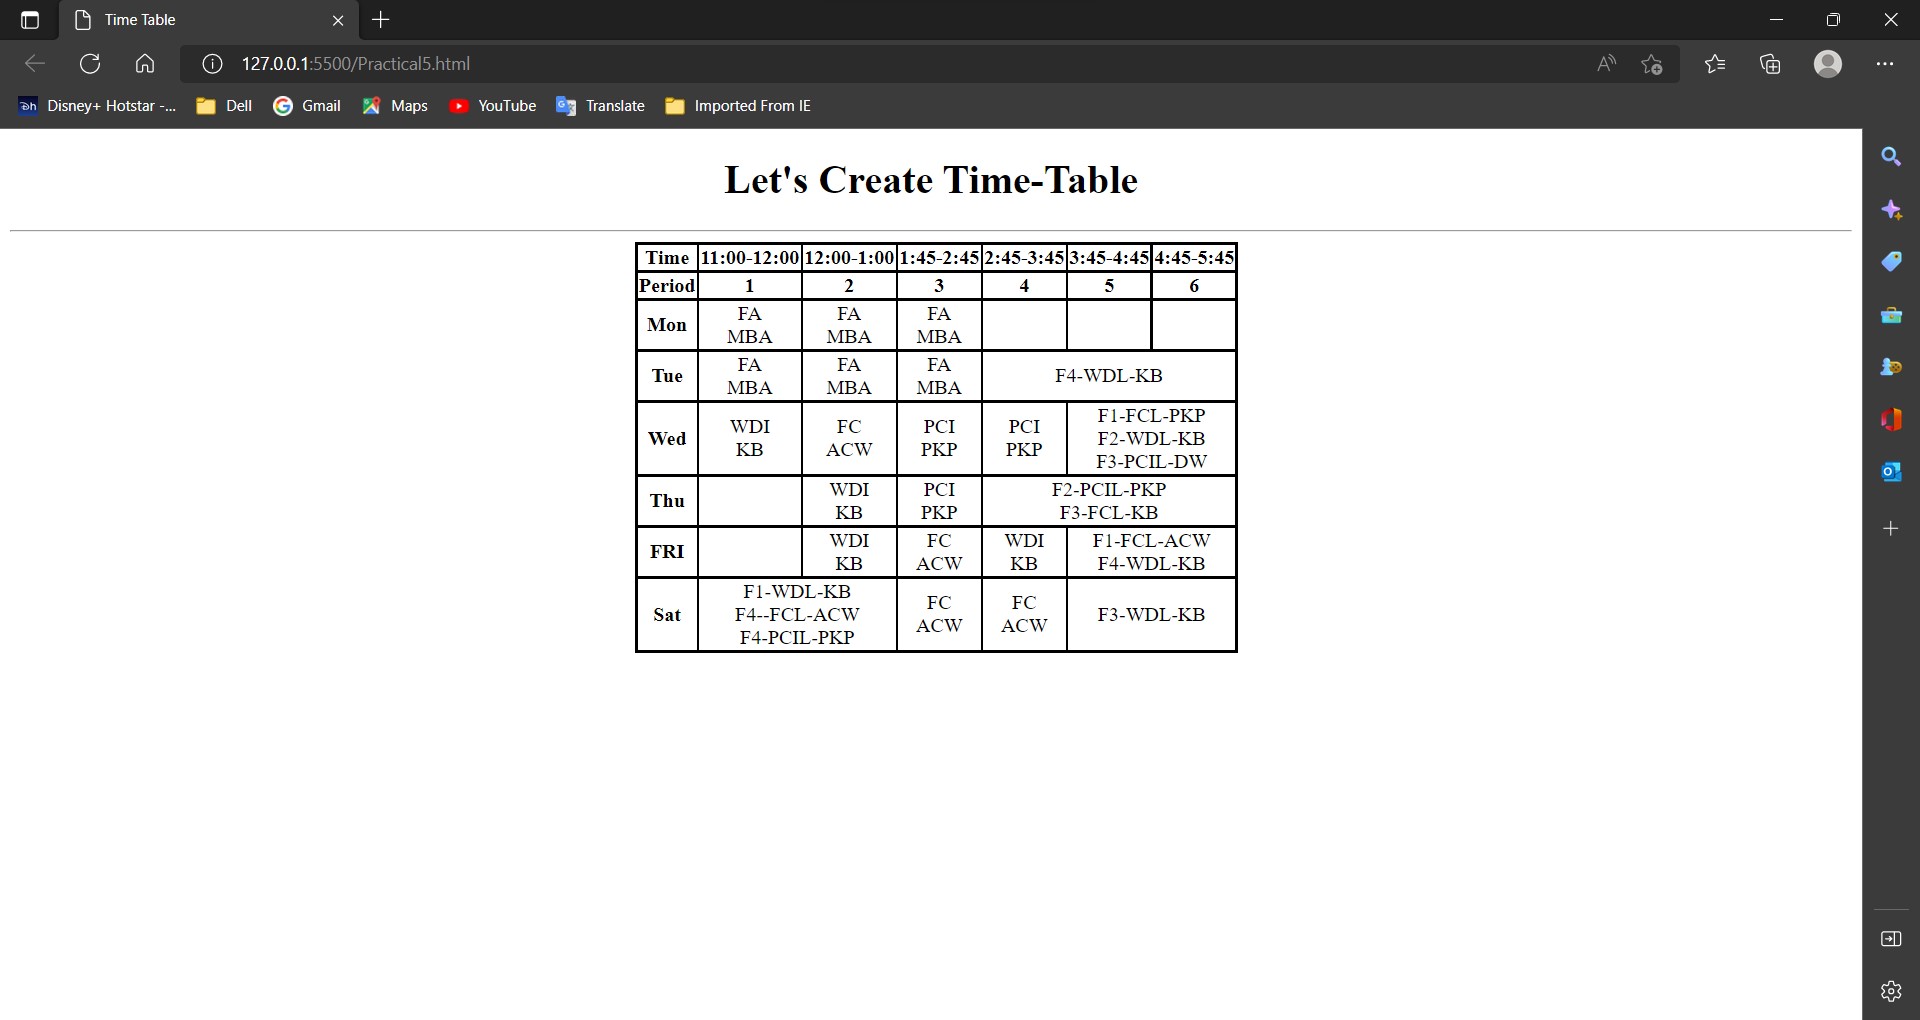 Time Table
127.0.0.1:5500/Practical5.html
Disney+ Hotstar -... Dell Gmail Maps YouTube Translate Imported From IE
Let's Create Time-Table
Time 11:00-12:00 12:00-1:00 1:45-2:45 2:45-3:45 3:45-4:45 4:45-5:45
Period 1 2 3 4 5 6
Mon FA MBA FA MBA FA MBA
Tue FA MBA FA MBA FA MBA F4-WDL-KB
Wed WDI KB FC ACW PCI PKP PCI PKP F1-FCL-PKP F2-WDL-KB F3-PCIL-DW
Thu WDI KB PCI PKP F2-PCIL-PKP F3-FCL-KB
FRI WDI KB FC ACW WDI KB F1-FCL-ACW F4-WDL-KB
Sat F1-WDL-KB F4--FCL-ACW F4-PCIL-PKP FC ACW FC ACW F3-WDL-KB